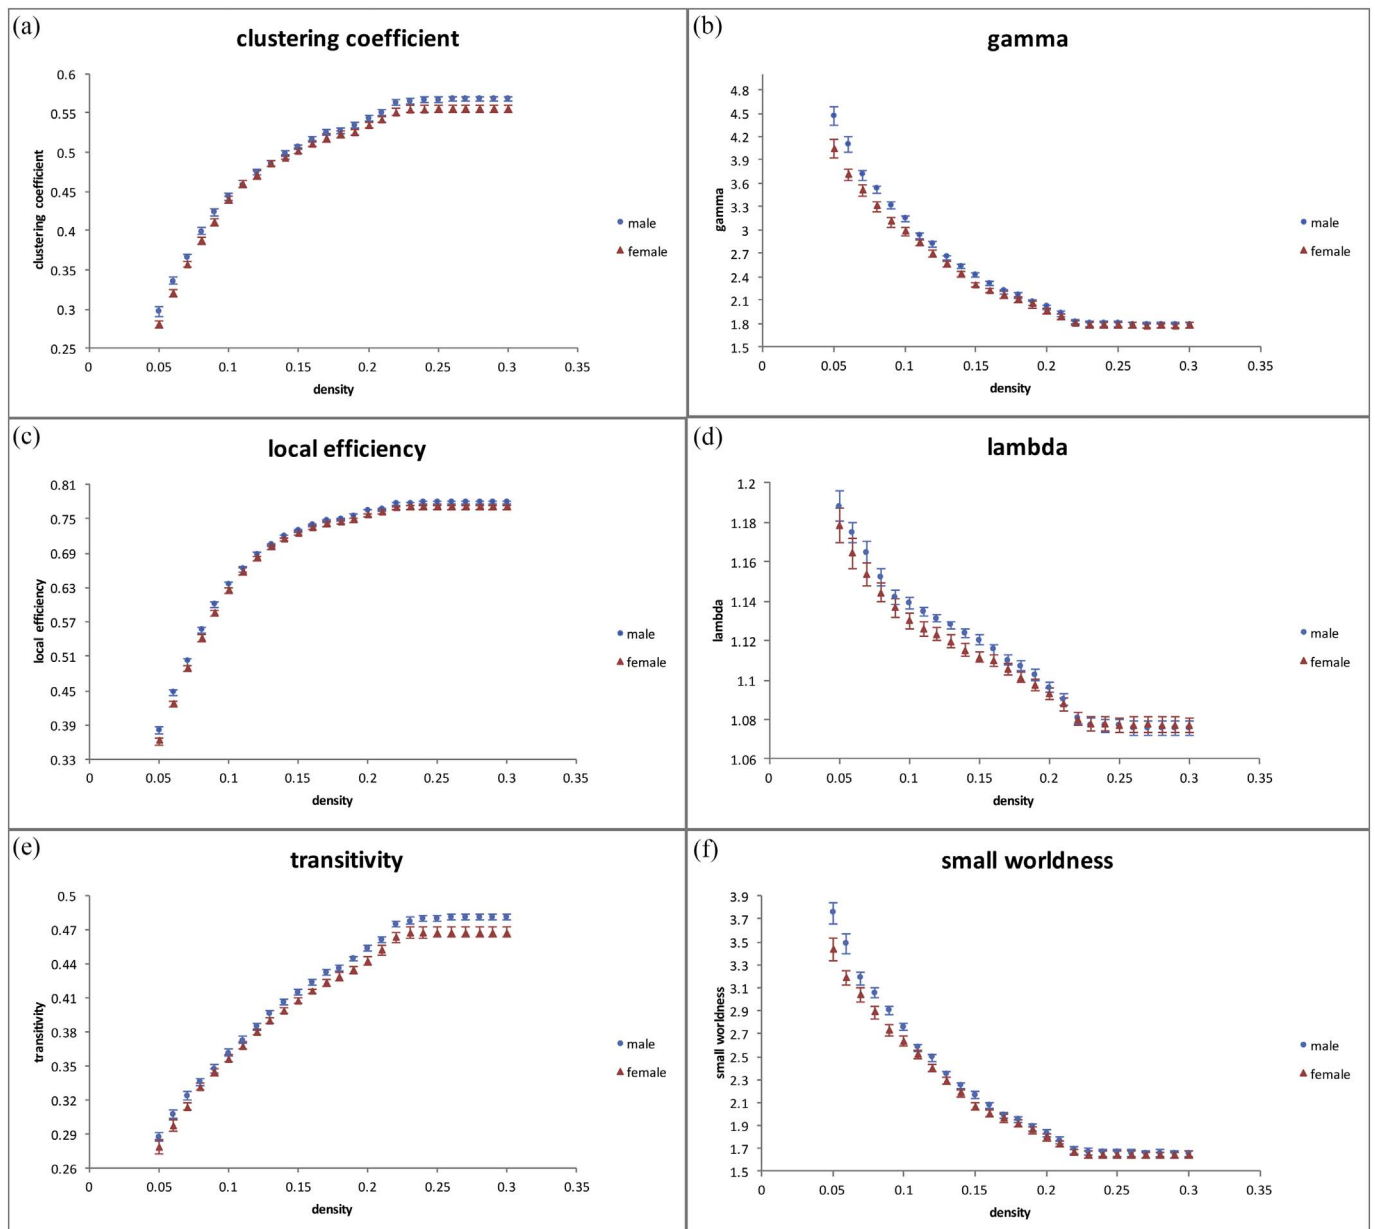 (a)
clustering coefficient
0.6
0.55
0.5
0.45
0.4
0.35
0.3
0.25
clustering coefficient
0 0.05 0.1 0.15 0.2 0.25 0.3 0.35
density
male
female
(b)
gamma
4.8
4.5
4.2
3.9
3.6
3.3
3
2.7
2.4
2.1
1.8
1.5
gamma
0 0.05 0.1 0.15 0.2 0.25 0.3 0.35
density
male
female
(c)
local efficiency
0.81
0.75
0.69
0.63
0.57
0.51
0.45
0.39
0.33
local efficiency
0 0.05 0.1 0.15 0.2 0.25 0.3 0.35
density
male
female
(d)
lambda
1.2
1.18
1.16
1.14
1.12
1.1
1.08
1.06
lambda
0 0.05 0.1 0.15 0.2 0.25 0.3 0.35
density
male
female
(e)
transitivity
0.5
0.47
0.44
0.41
0.38
0.35
0.32
0.29
0.26
transitivity
0 0.05 0.1 0.15 0.2 0.25 0.3 0.35
density
male
female
(f)
small worldness
3.9
3.7
3.5
3.3
3.1
2.9
2.7
2.5
2.3
2.1
1.9
1.7
1.5
small worldness
0 0.05 0.1 0.15 0.2 0.25 0.3 0.35
density
male
female